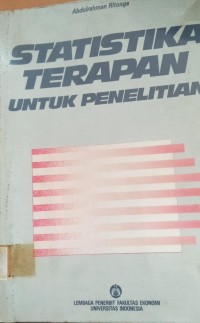 Abdulrahman Ritonga
STATISTIKA
TERAPAN
UNTUK PENELITIAN
LEMBAGA PENERBIT FAKULTAS EKONOMI
UNIVERSITAS INDONESIA